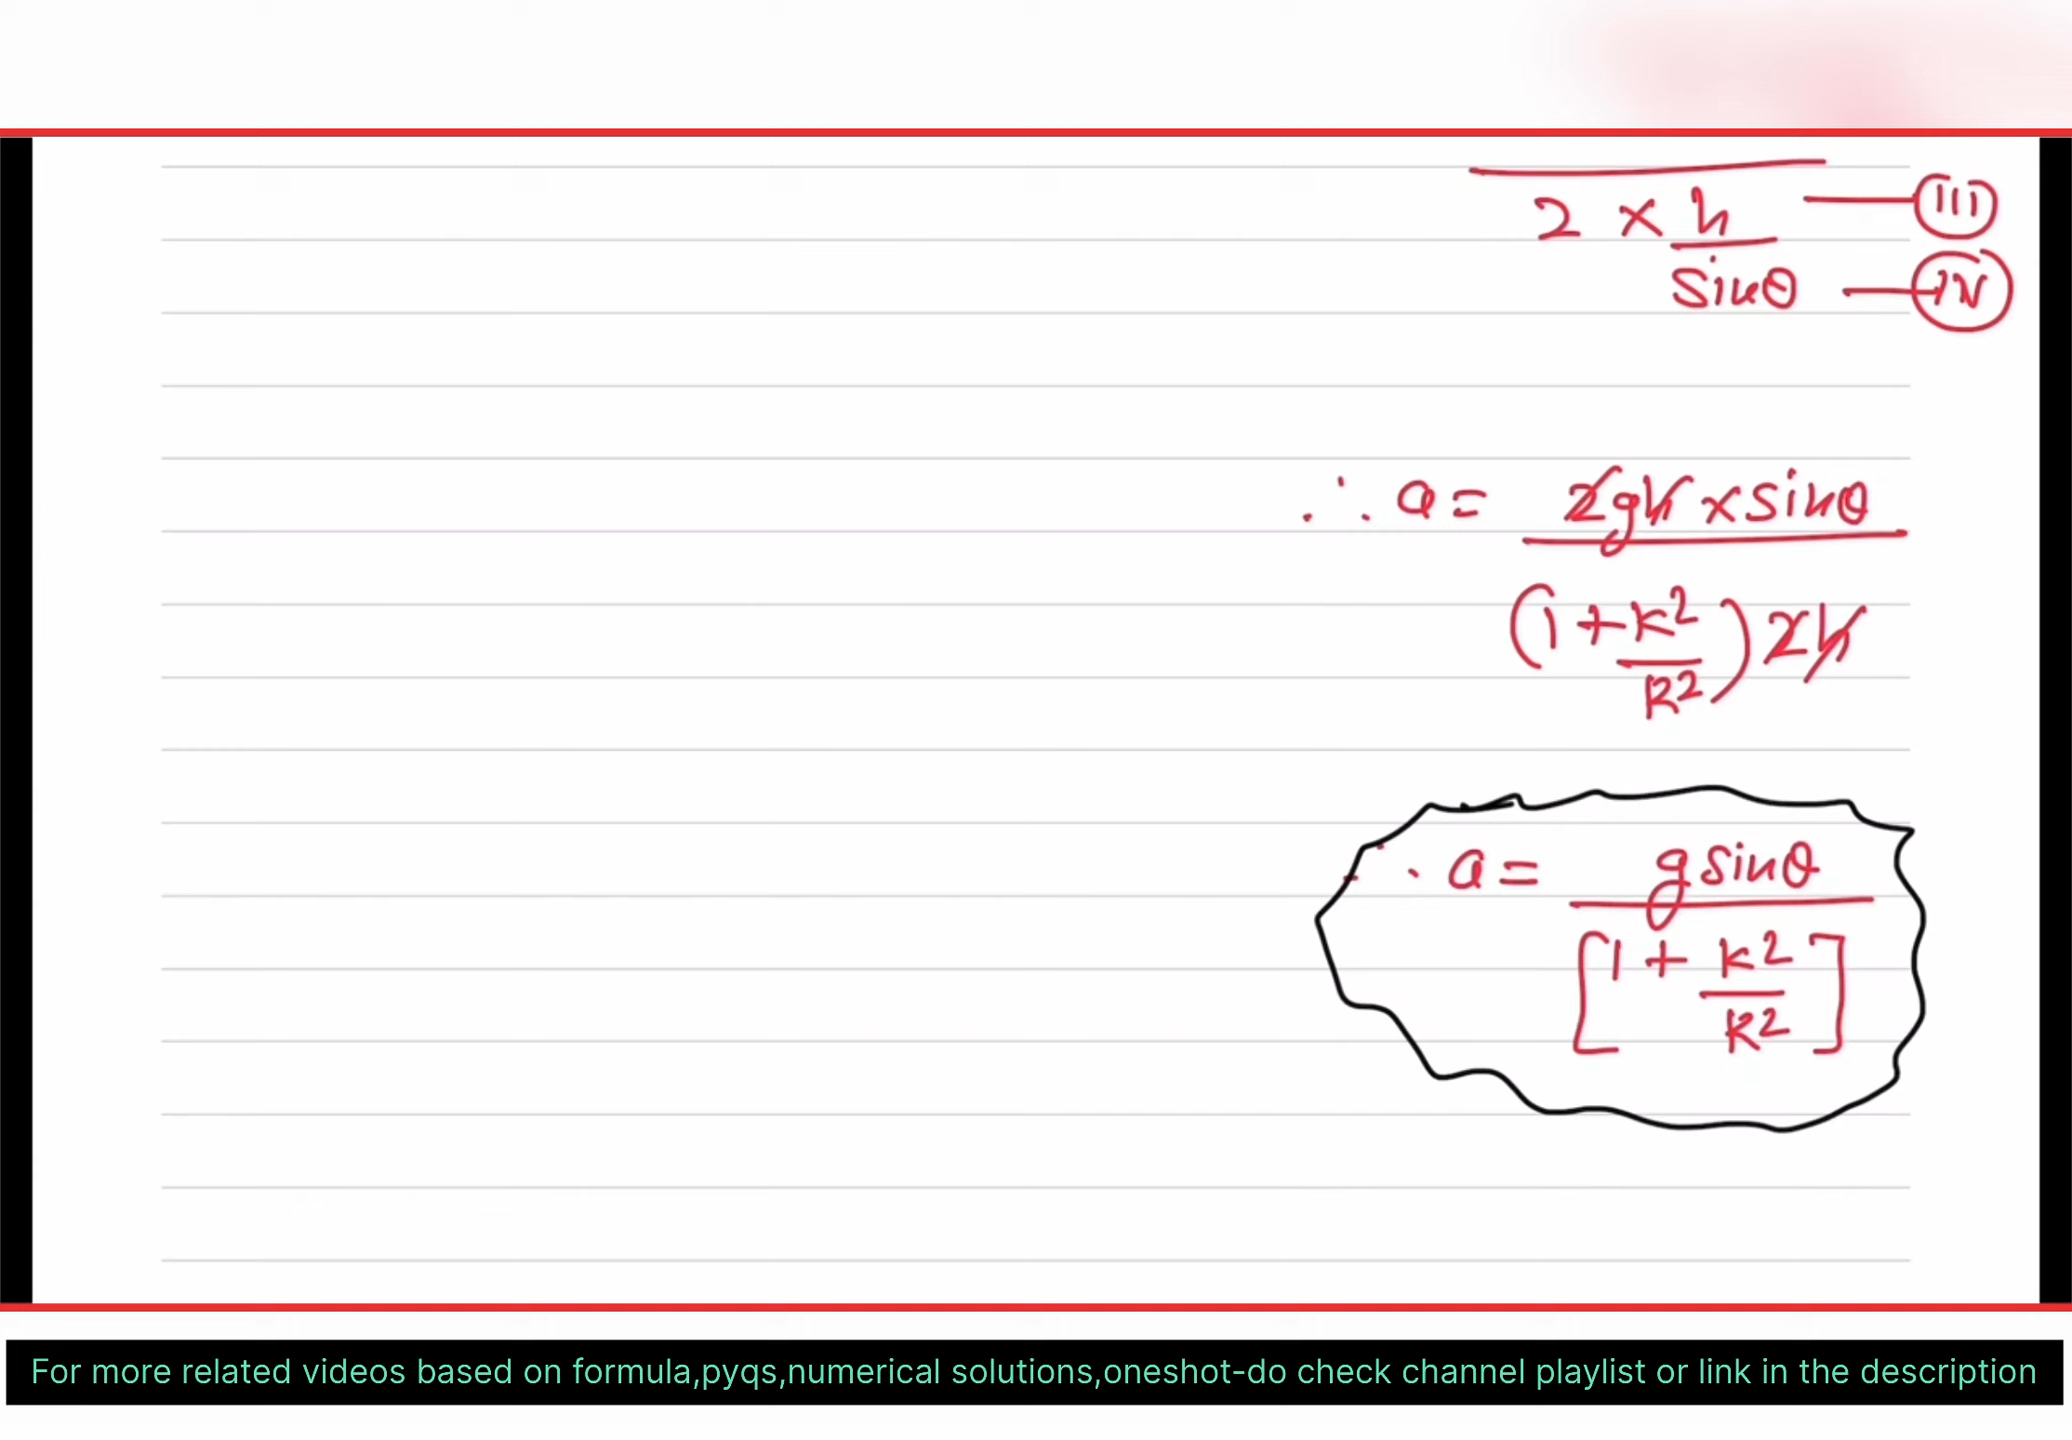 2 × h —— III
sinθ —— IV
∴ a = 2gh × sinθ
(1 + K²/R²) 2h
∴ a = g sinθ
[1 + K²/R²]
For more related videos based on formula,pyqs,numerical solutions,oneshot-do check channel playlist or link in the description